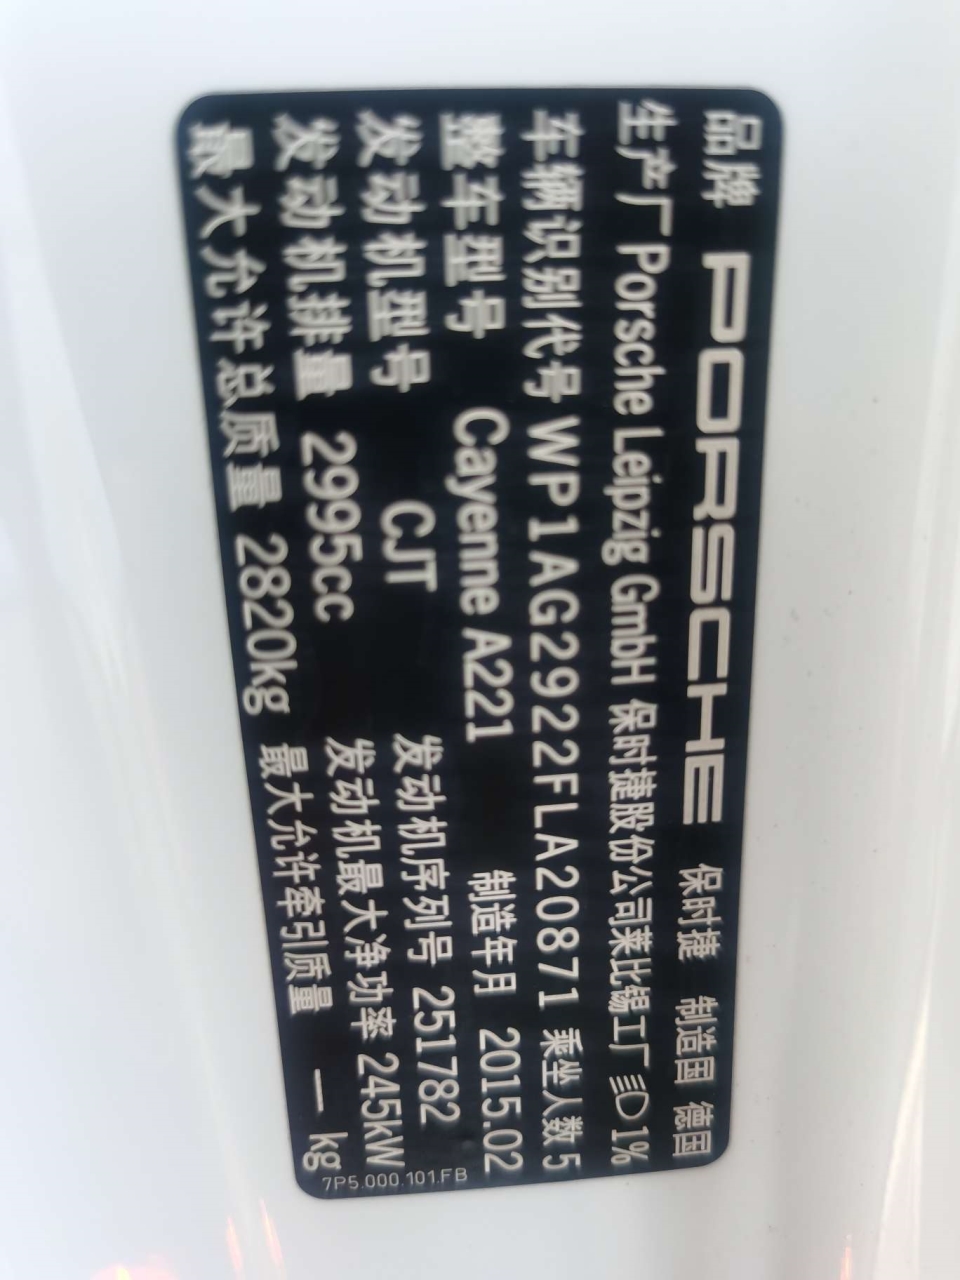 品牌 PORSCHE 保时捷 制造国 德国
生产厂 Porsche Leipzig GmbH 保时捷股份公司莱比锡工厂 1%
车辆识别代号 WP1AG2922FLA20871 乘坐人数 5
整车型号 Cayenne A221 制造年月 2015.02
发动机型号 CJT 发动机序列号 251782
发动机排量 2995cc 发动机最大净功率 245kW
最大允许总质量 2820kg 最大允许牵引质量 — kg
7P5.000.101.FB